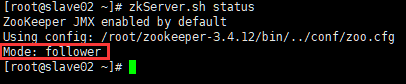 [root@slave02 ~]# zkServer.sh status
ZooKeeper JMX enabled by default
Using config: /root/zookeeper-3.4.12/bin/../conf/zoo.cfg
Mode: follower
[root@slave02 ~]#